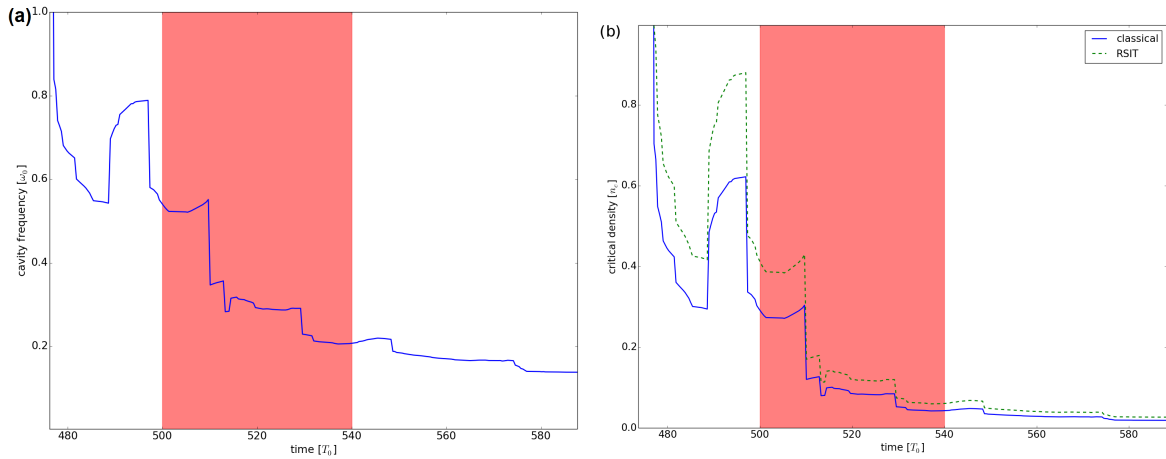 (a)
1.0
0.8
0.6
0.4
0.2
cavity frequency [ω₀]
480 500 520 540 560 580
time [T₀]
(b)
classical
RSIT
0.8
0.6
0.4
0.2
0.0
critical density [n_c]
480 500 520 540 560 580
time [T₀]